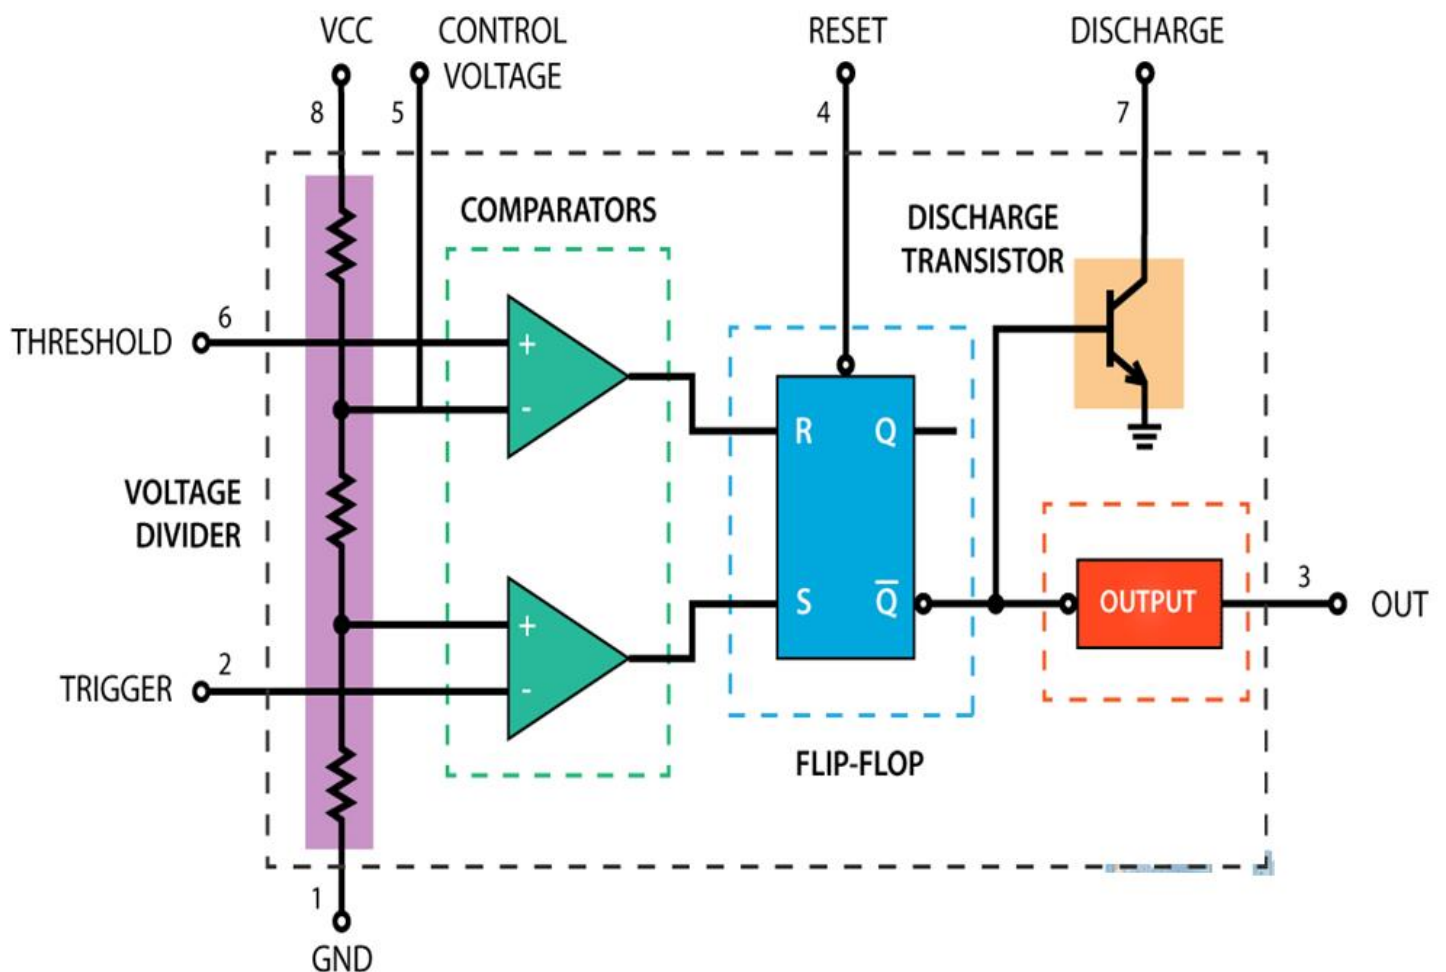 VCC
CONTROL
VOLTAGE
RESET
DISCHARGE
8
5
4
7
COMPARATORS
DISCHARGE
TRANSISTOR
THRESHOLD
6
+
-
R
Q
VOLTAGE
DIVIDER
S
Q̅
OUTPUT
3
OUT
+
-
TRIGGER
2
FLIP-FLOP
1
GND